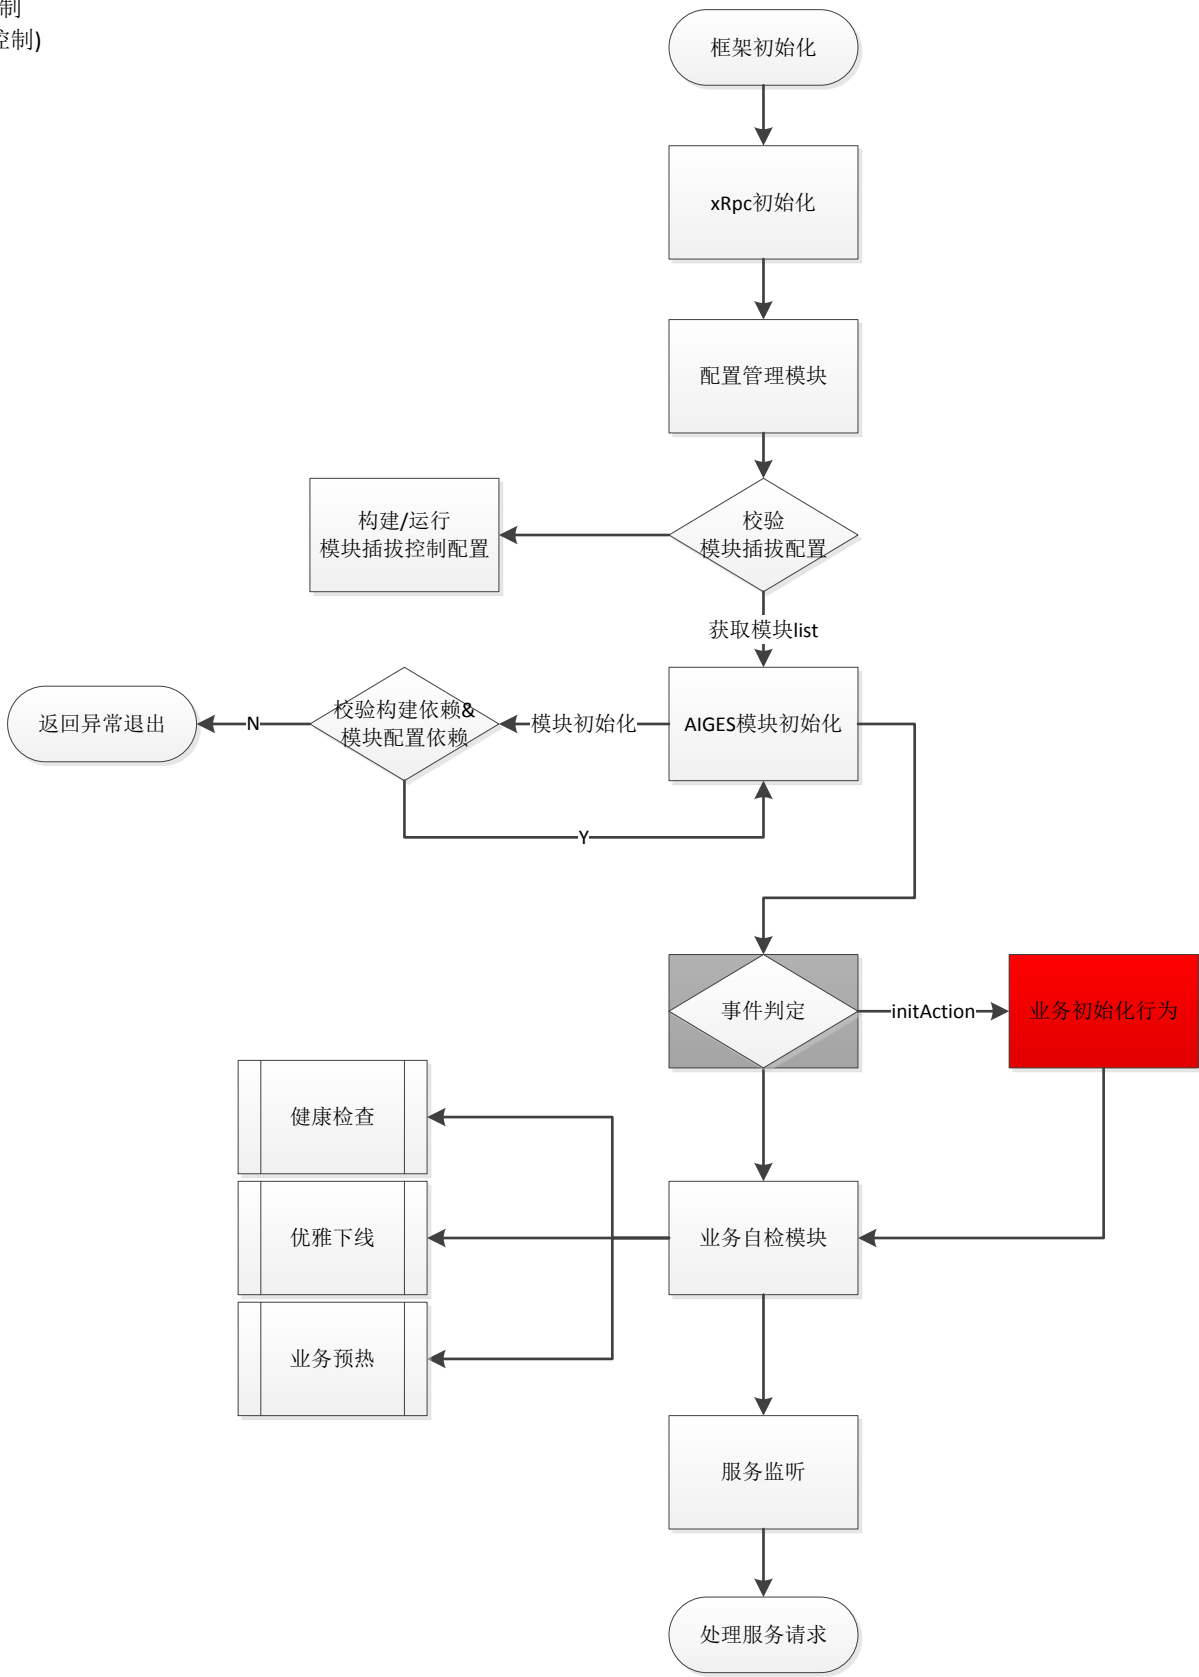 制
控制)
框架初始化
xRpc初始化
配置管理模块
构建/运行
模块插拔控制配置
校验
模块插拔配置
获取模块list
返回异常退出
N
校验构建依赖&
模块配置依赖
模块初始化
AIGES模块初始化
Y
事件判定
initAction
业务初始化行为
健康检查
优雅下线
业务自检模块
业务预热
服务监听
处理服务请求